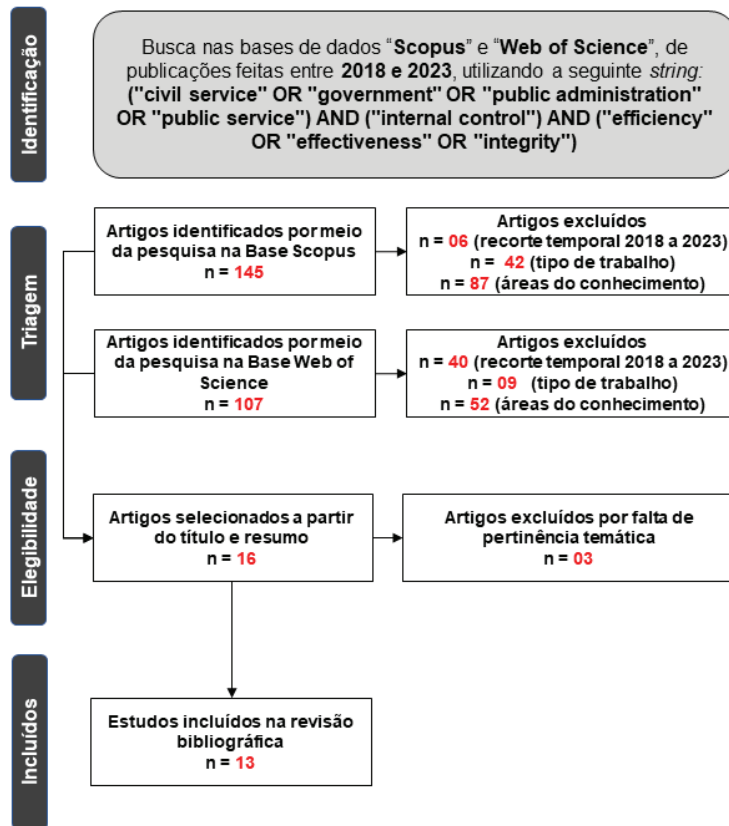 Identificação
Busca nas bases de dados “Scopus” e “Web of Science”, de
publicações feitas entre 2018 e 2023, utilizando a seguinte string:
("civil service" OR "government" OR "public administration"
OR "public service") AND ("internal control") AND ("efficiency"
OR "effectiveness" OR "integrity")
Triagem
Artigos identificados por meio
da pesquisa na Base Scopus
n = 145
Artigos excluídos
n = 06 (recorte temporal 2018 a 2023)
n = 42 (tipo de trabalho)
n = 87 (áreas do conhecimento)
Artigos identificados por meio
da pesquisa na Base Web of
Science
n = 107
Artigos excluídos
n = 40 (recorte temporal 2018 a 2023)
n = 09 (tipo de trabalho)
n = 52 (áreas do conhecimento)
Elegibilidade
Artigos selecionados a partir
do título e resumo
n = 16
Artigos excluídos por falta de
pertinência temática
n = 03
Incluídos
Estudos incluídos na revisão
bibliográfica
n = 13